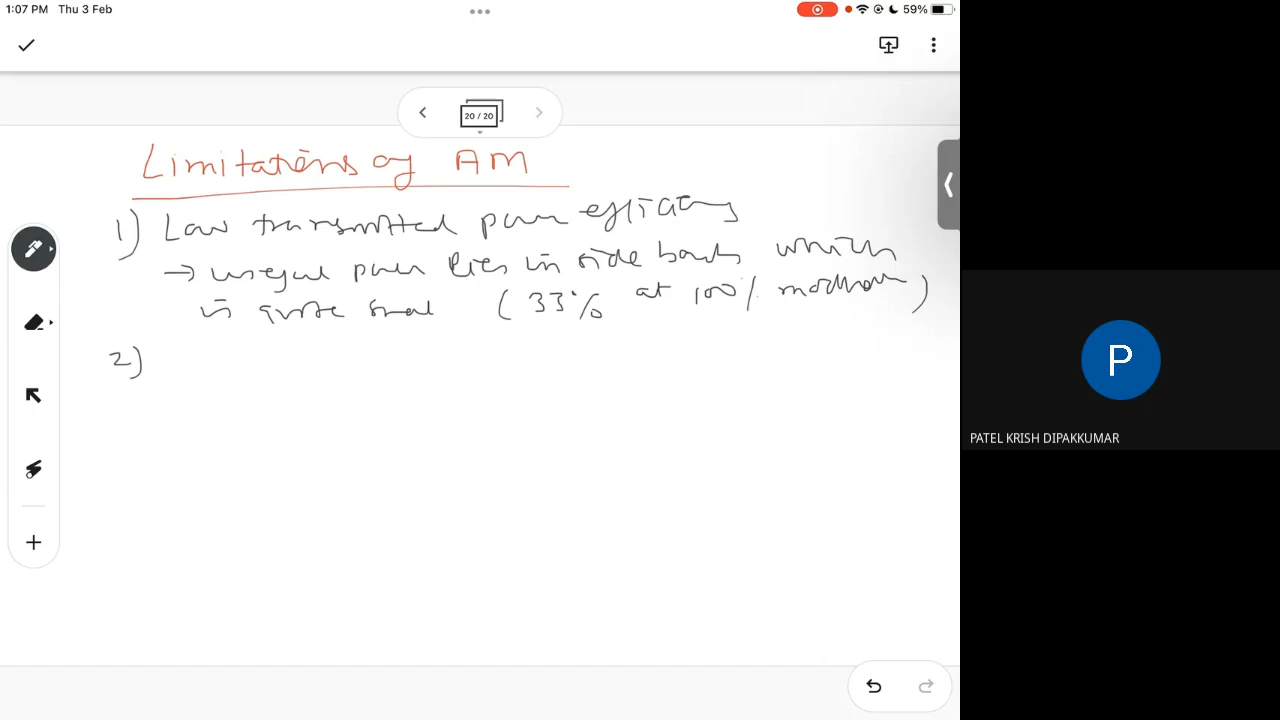 1:07 PM Thu 3 Feb
59%
20 / 20
Limitations of AM
1) Low transmitted power efficiency
→ useful power lies in side bands which
is quite small (33% at 100% modulation)
2)
P
PATEL KRISH DIPAKKUMAR